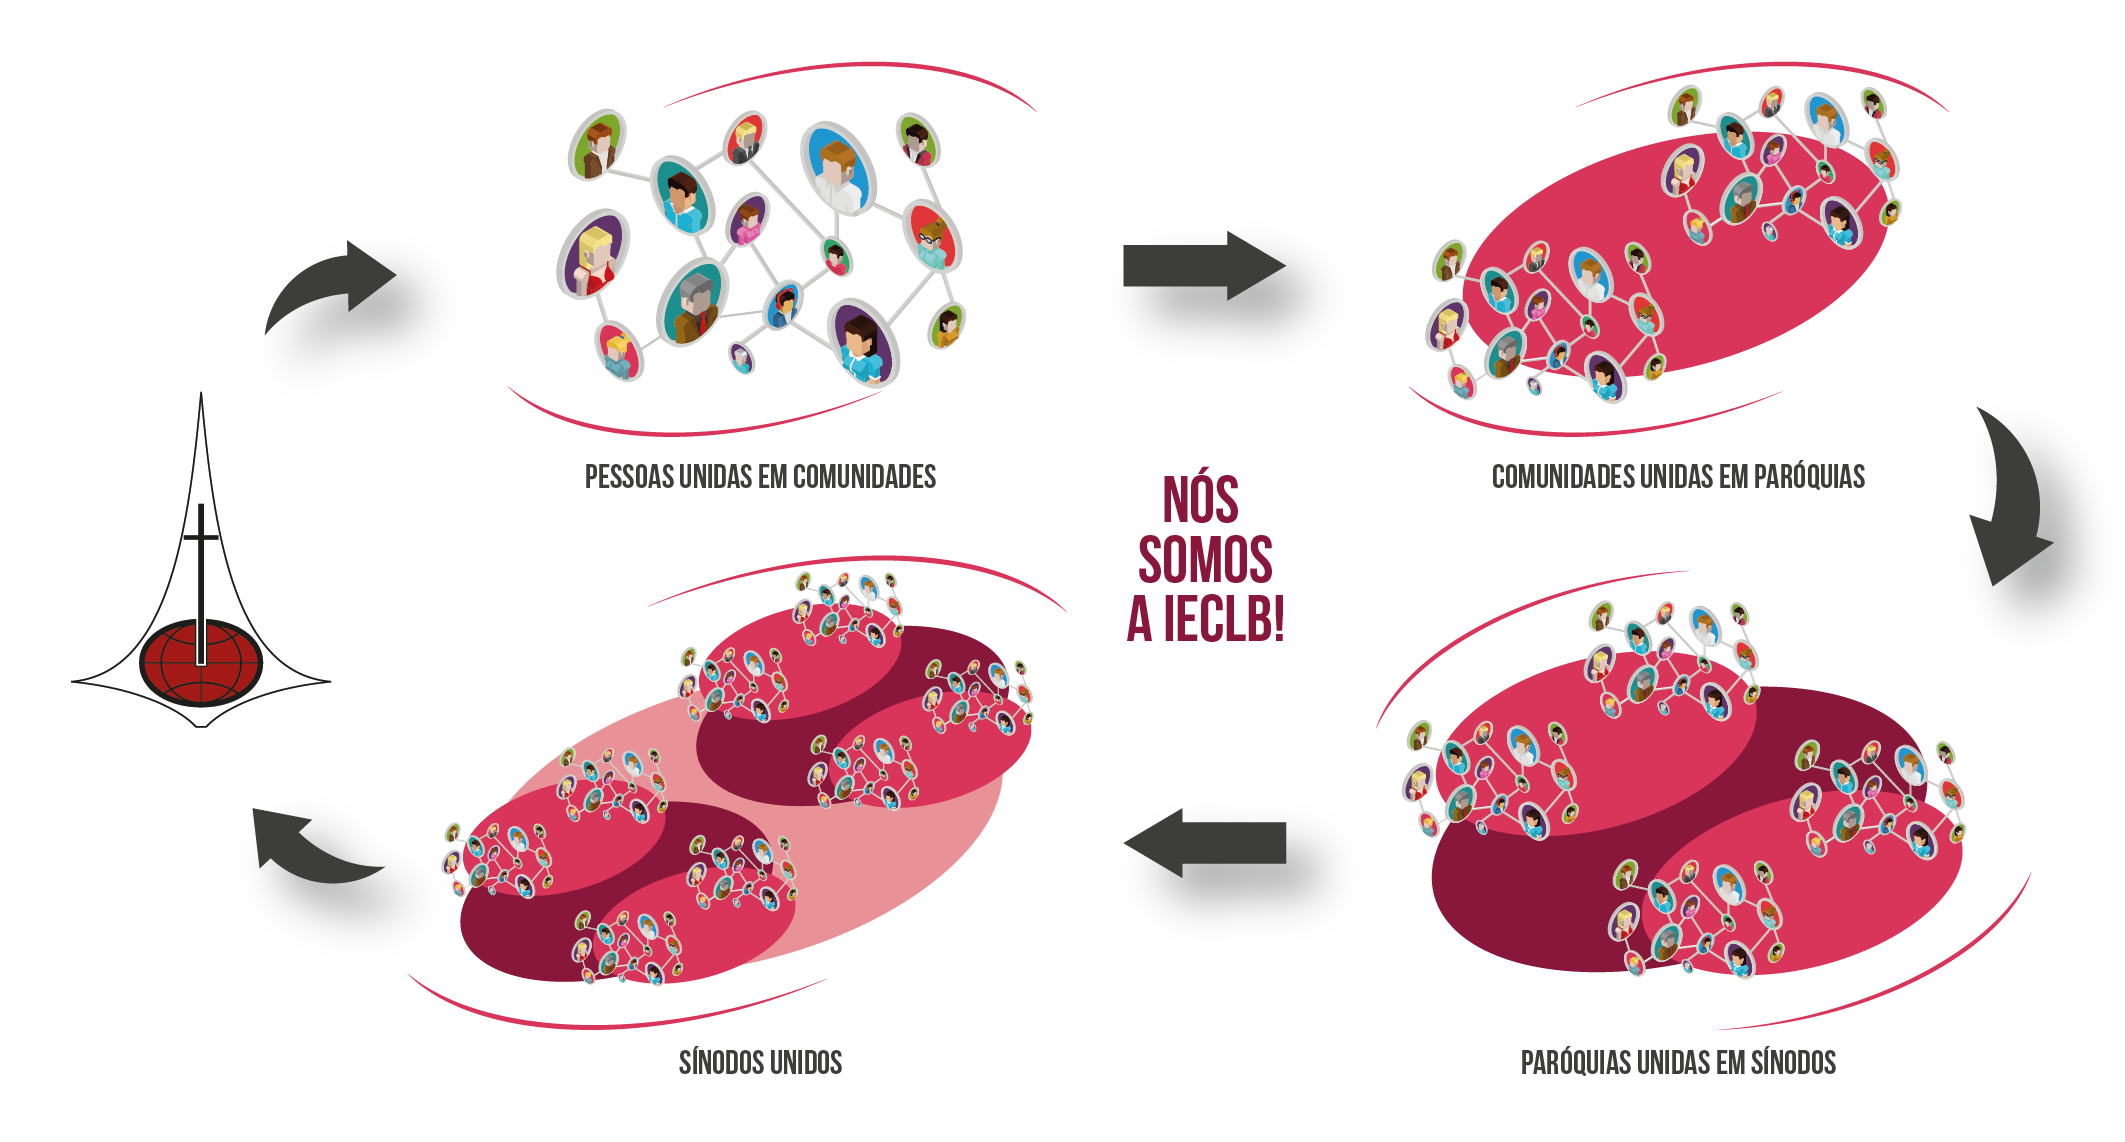 PESSOAS UNIDAS EM COMUNIDADES
COMUNIDADES UNIDAS EM PARÓQUIAS
NÓS
SOMOS
A IECLB!
SÍNODOS UNIDOS
PARÓQUIAS UNIDAS EM SÍNODOS